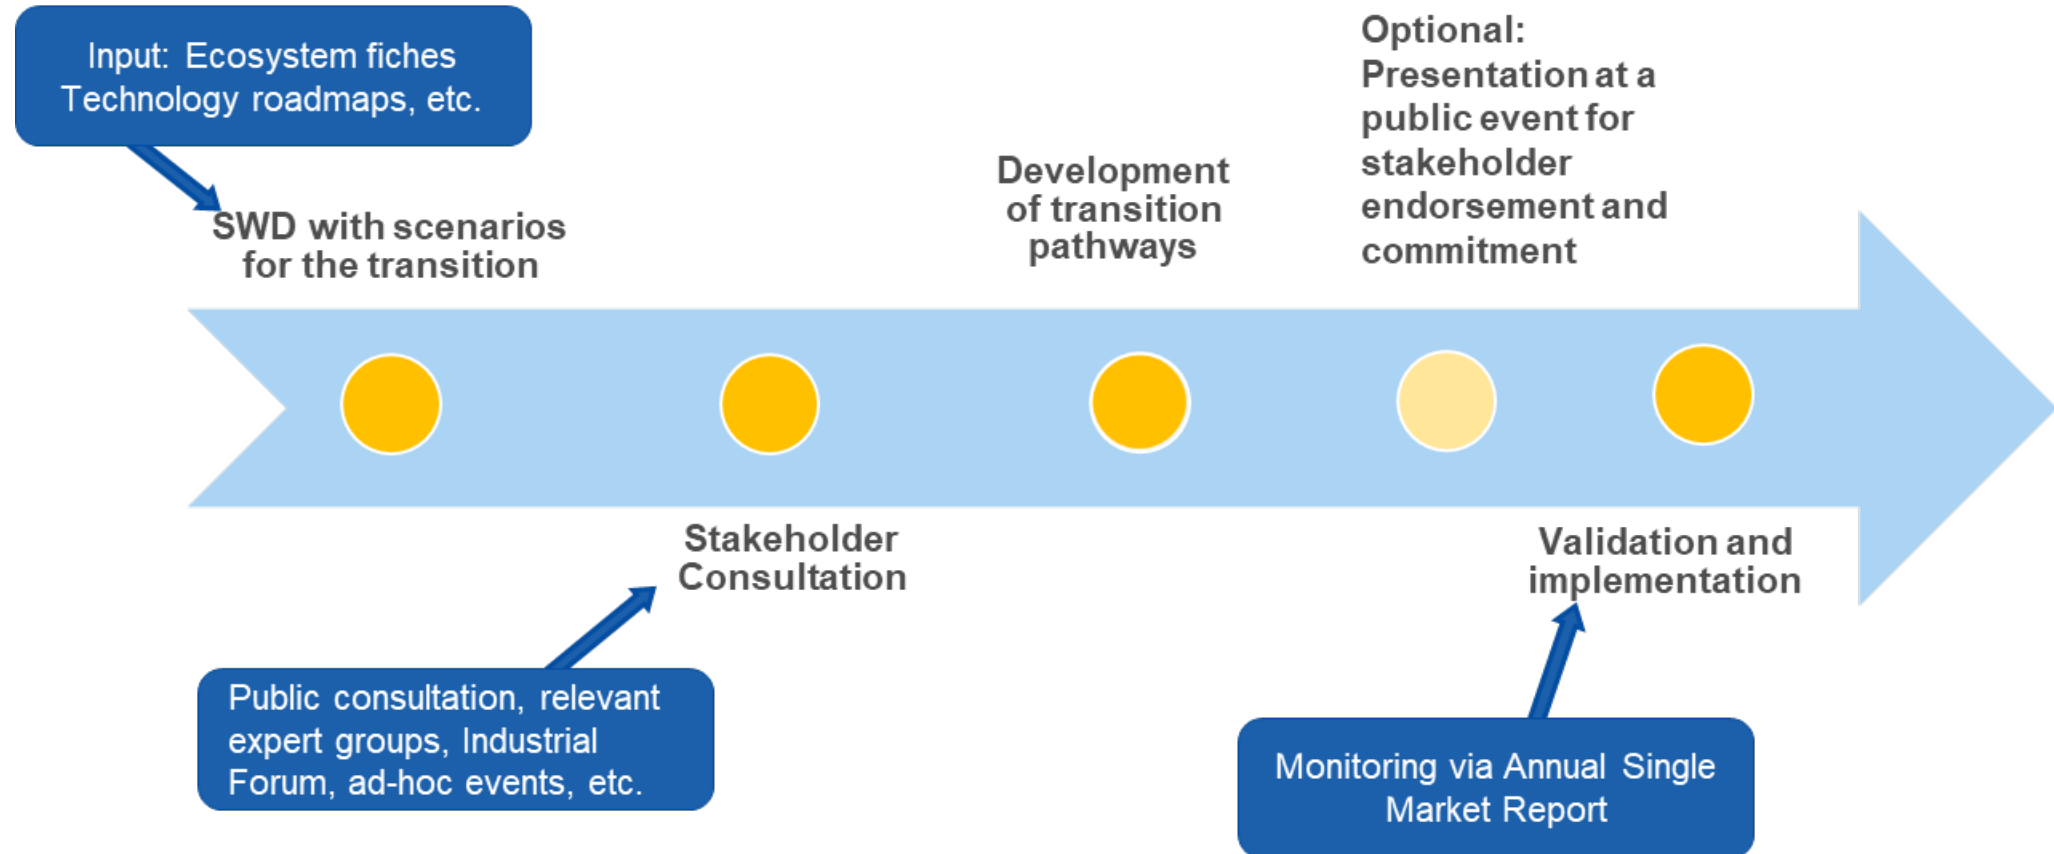 Input: Ecosystem fiches
Technology roadmaps, etc.
SWD with scenarios
for the transition
Stakeholder
Consultation
Public consultation, relevant
expert groups, Industrial
Forum, ad-hoc events, etc.
Development
of transition
pathways
Optional:
Presentation at a
public event for
stakeholder
endorsement and
commitment
Validation and
implementation
Monitoring via Annual Single
Market Report